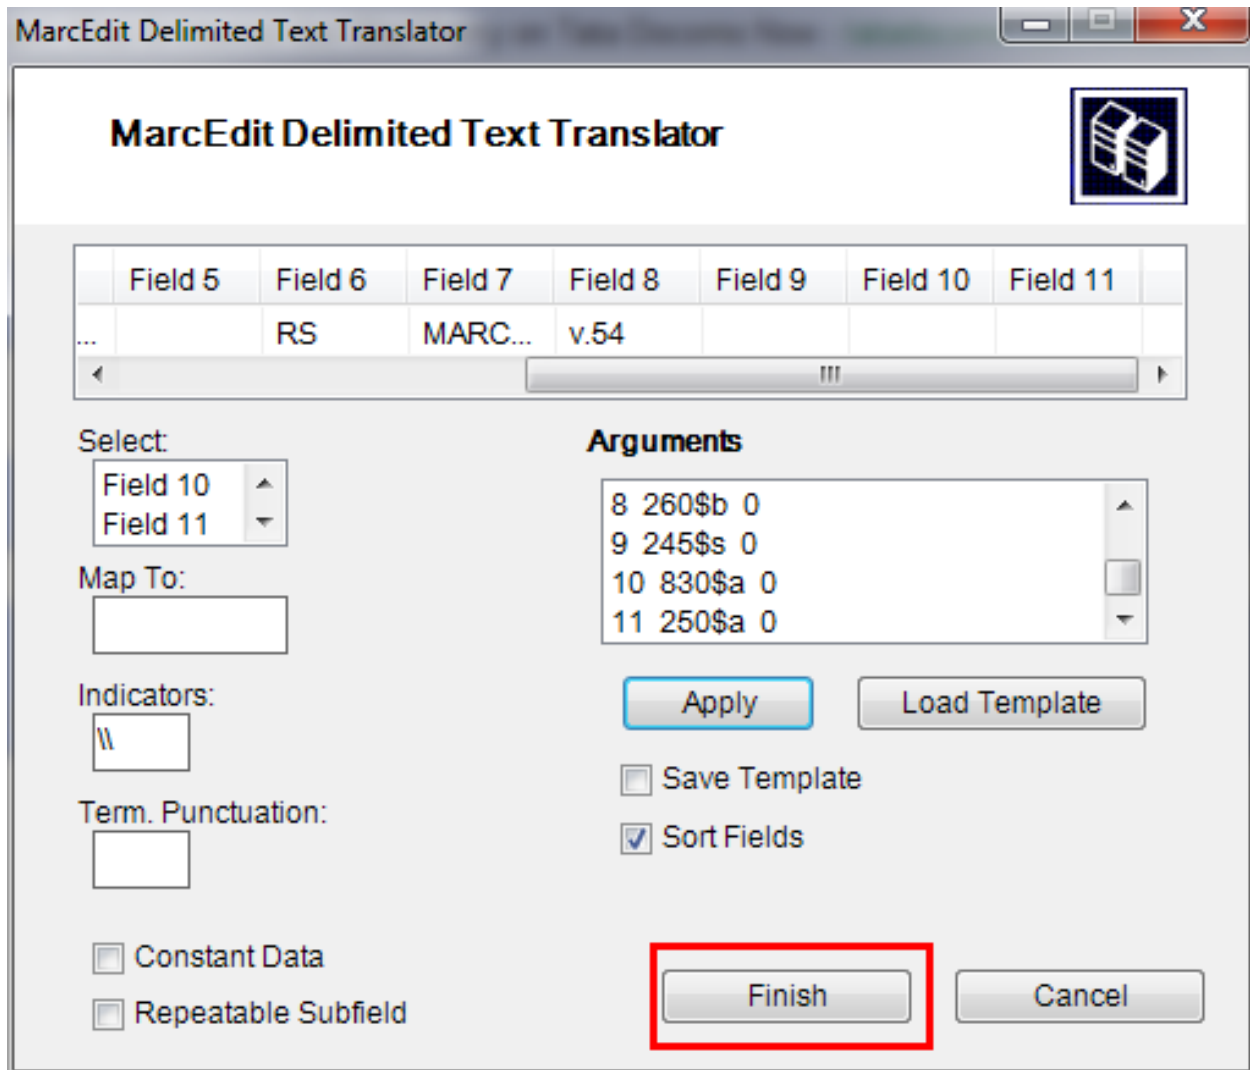 MarcEdit Delimited Text Translator
MarcEdit Delimited Text Translator
Field 5 Field 6 Field 7 Field 8 Field 9 Field 10 Field 11
... RS MARC... v.54
Select:
Field 10
Field 11
Map To:
Indicators:
\\
Term. Punctuation:
Constant Data
Repeatable Subfield
Arguments
8 260$b 0
9 245$s 0
10 830$a 0
11 250$a 0
Apply Load Template
Save Template
Sort Fields
Finish Cancel